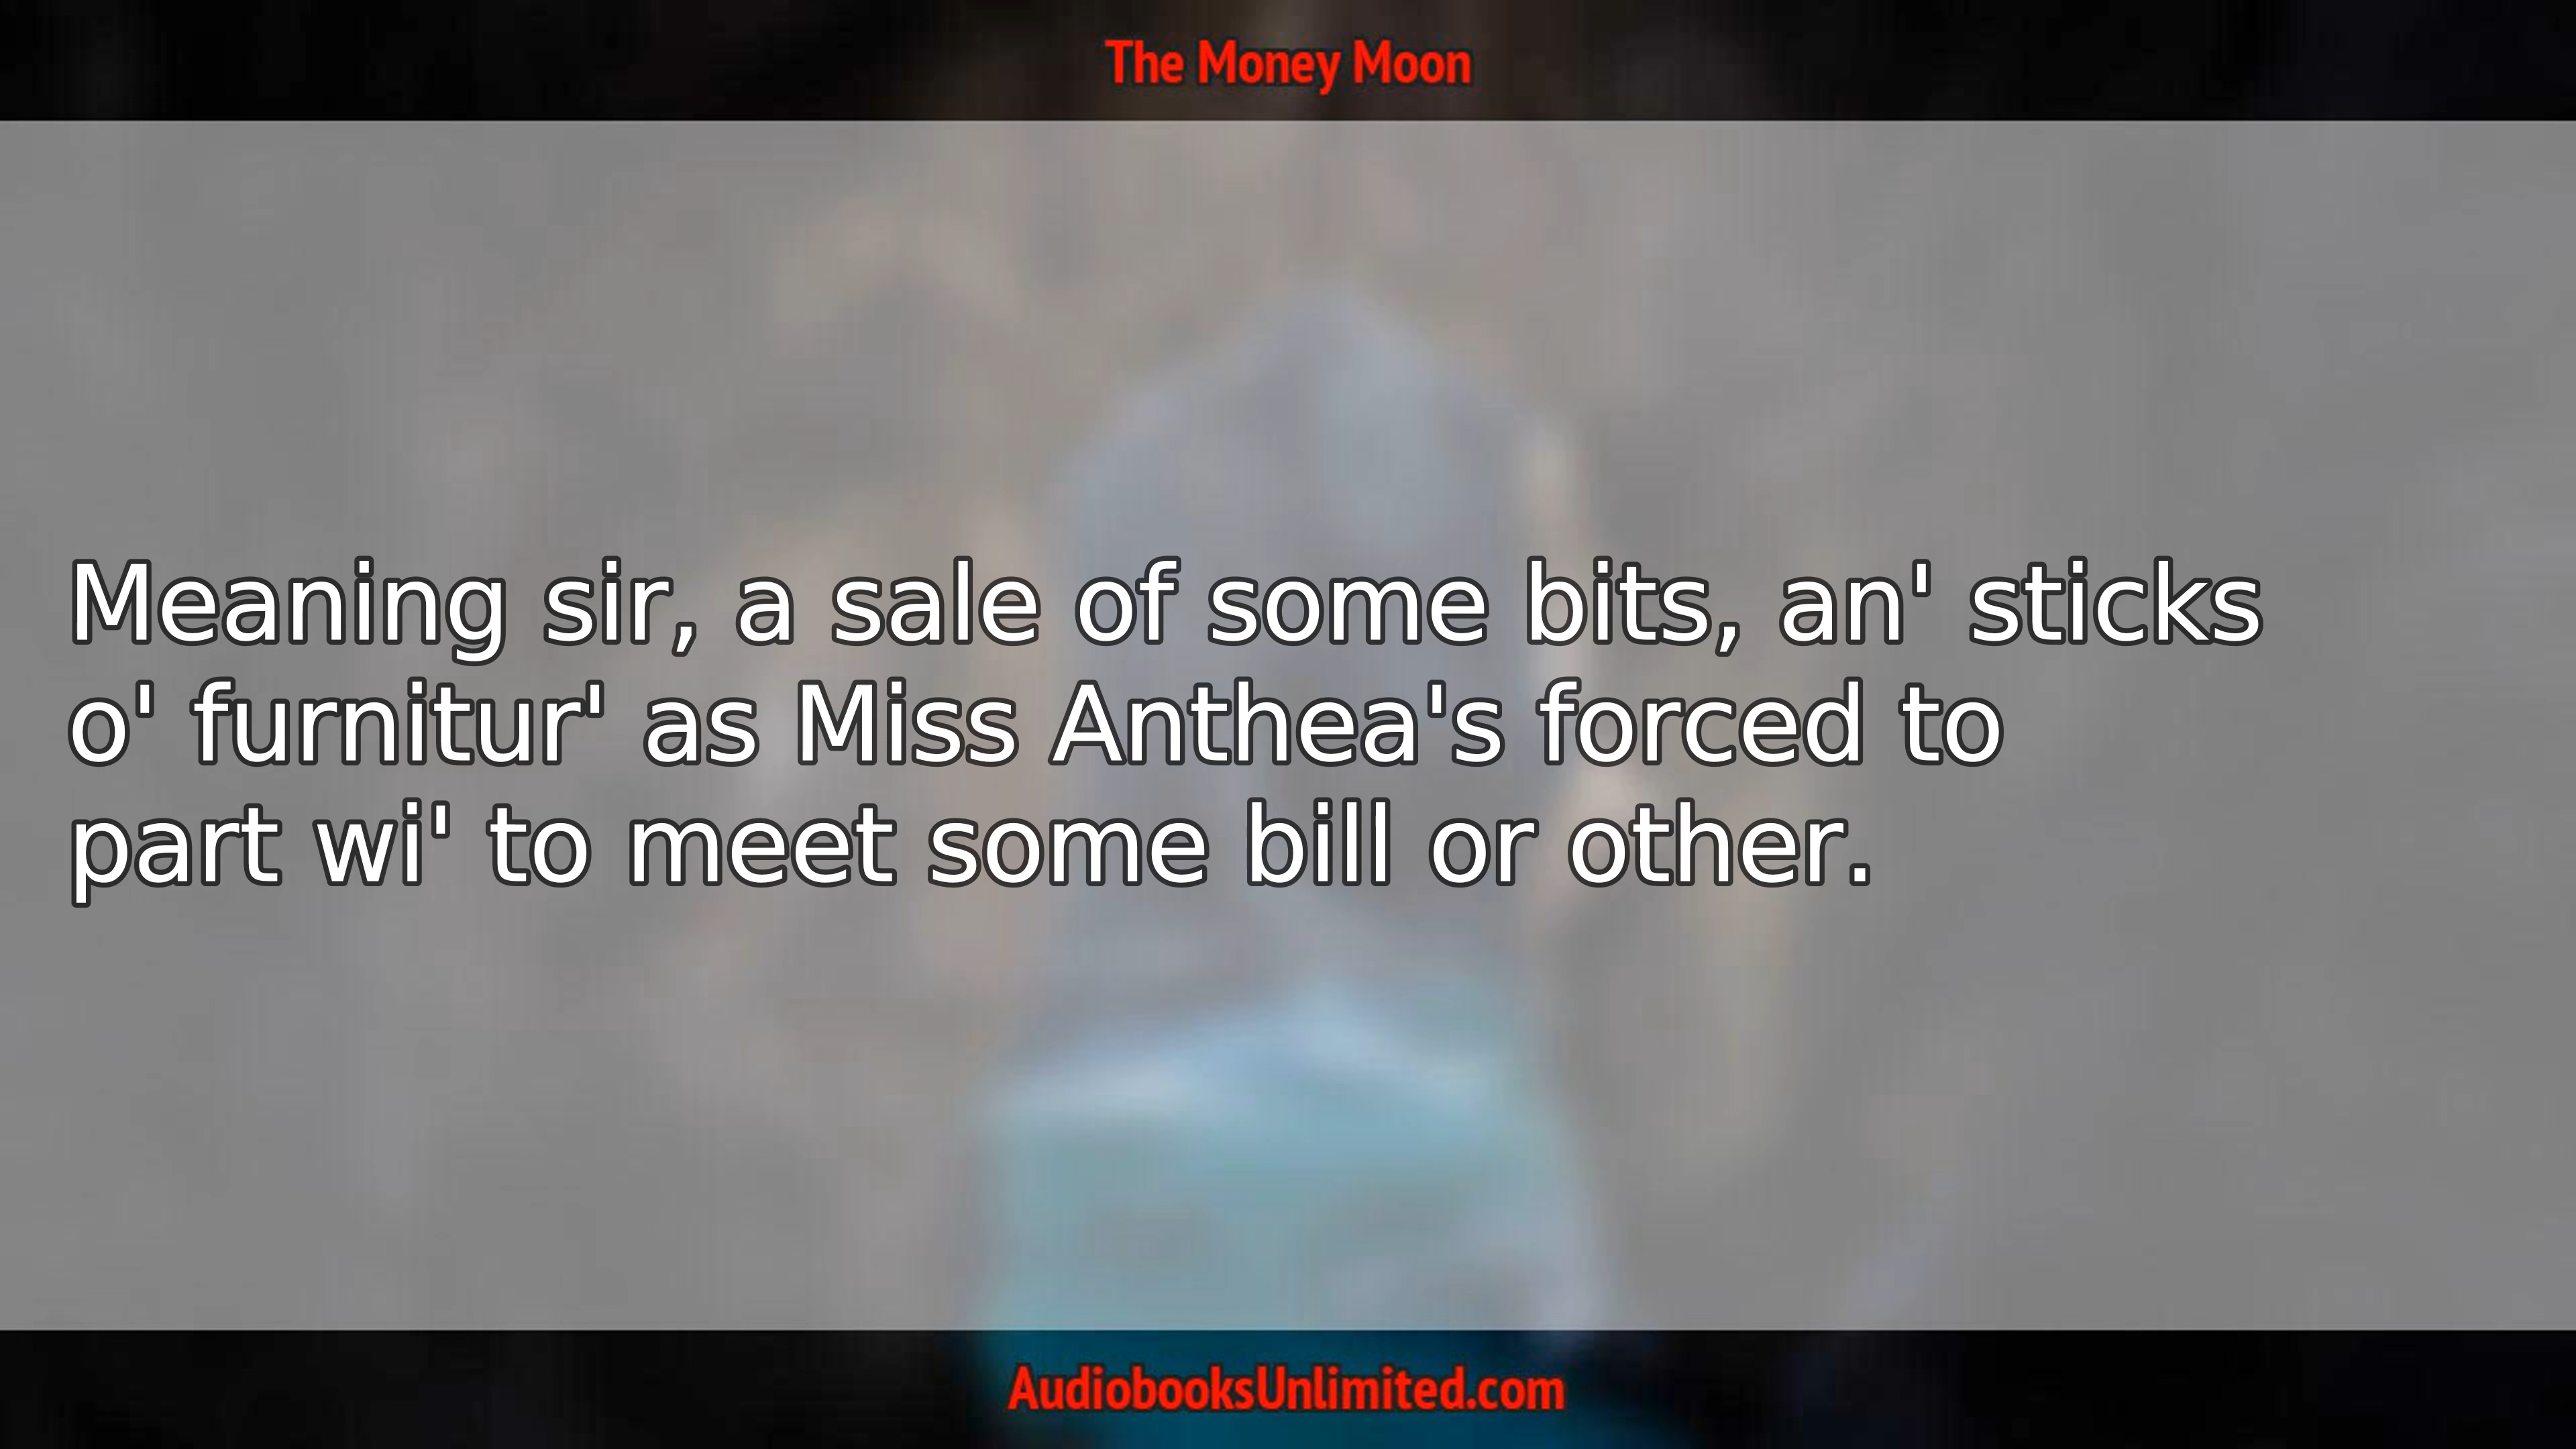 The Money Moon
Meaning sir, a sale of some bits, an' sticks
o' furnitur' as Miss Anthea's forced to
part wi' to meet some bill or other.
AudiobooksUnlimited.com